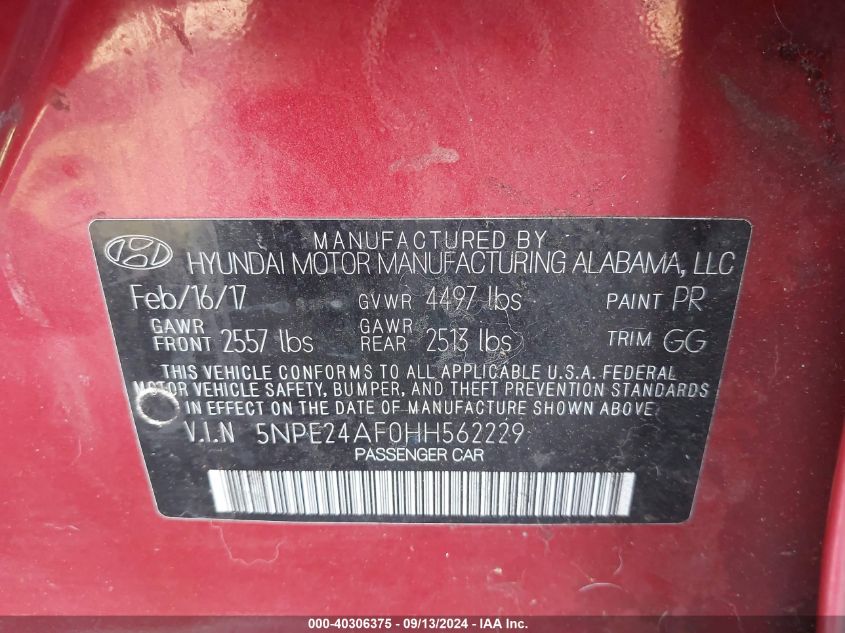 MANUFACTURED BY
HYUNDAI MOTOR MANUFACTURING ALABAMA, LLC
Feb/16/17 GVWR 4497 lbs PAINT PR
GAWR FRONT 2557 lbs GAWR REAR 2513 lbs TRIM GG
THIS VEHICLE CONFORMS TO ALL APPLICABLE U.S.A. FEDERAL
MOTOR VEHICLE SAFETY, BUMPER, AND THEFT PREVENTION STANDARDS
IN EFFECT ON THE DATE OF MANUFACTURE SHOWN ABOVE.
V.I.N 5NPE24AF0HH562229
PASSENGER CAR
000-40306375 - 09/13/2024 - IAA Inc.